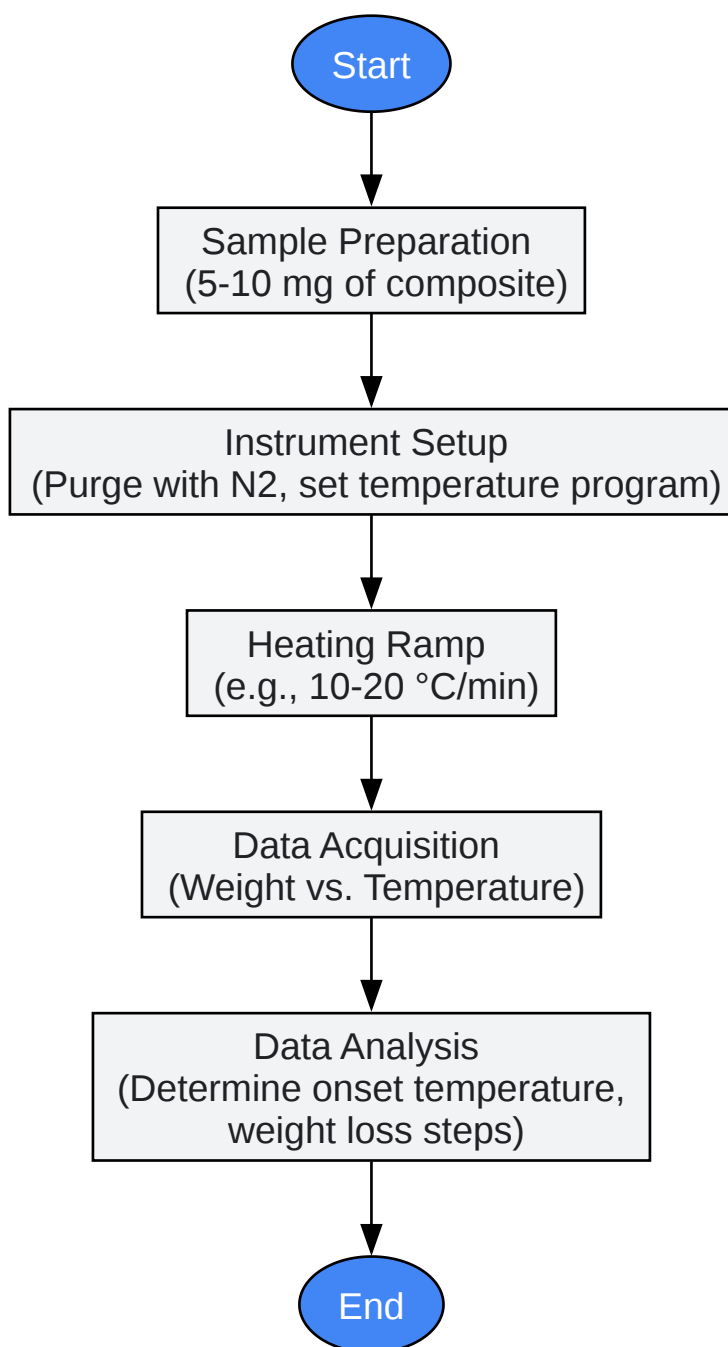 Start
Sample Preparation
(5-10 mg of composite)
Instrument Setup
(Purge with N2, set temperature program)
Heating Ramp
(e.g., 10-20 °C/min)
Data Acquisition
(Weight vs. Temperature)
Data Analysis
(Determine onset temperature,
weight loss steps)
End